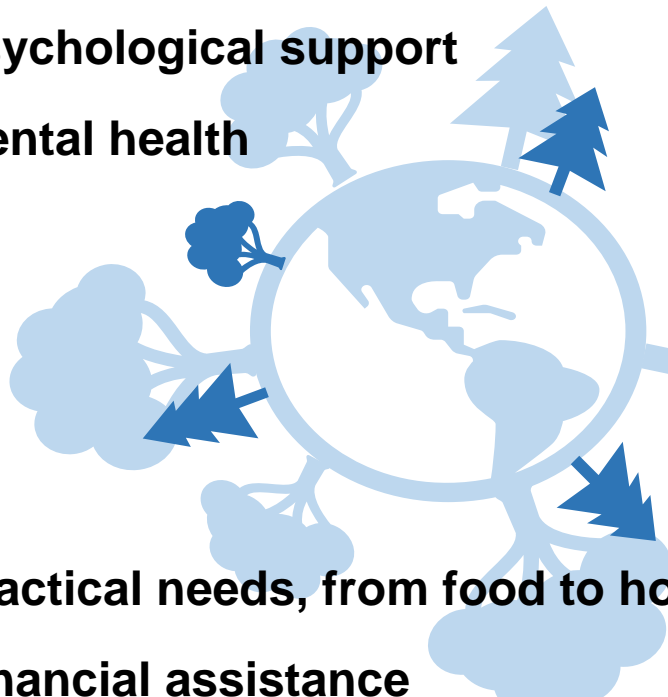 ychological support
ental health
actical needs, from food to ho
nancial assistance